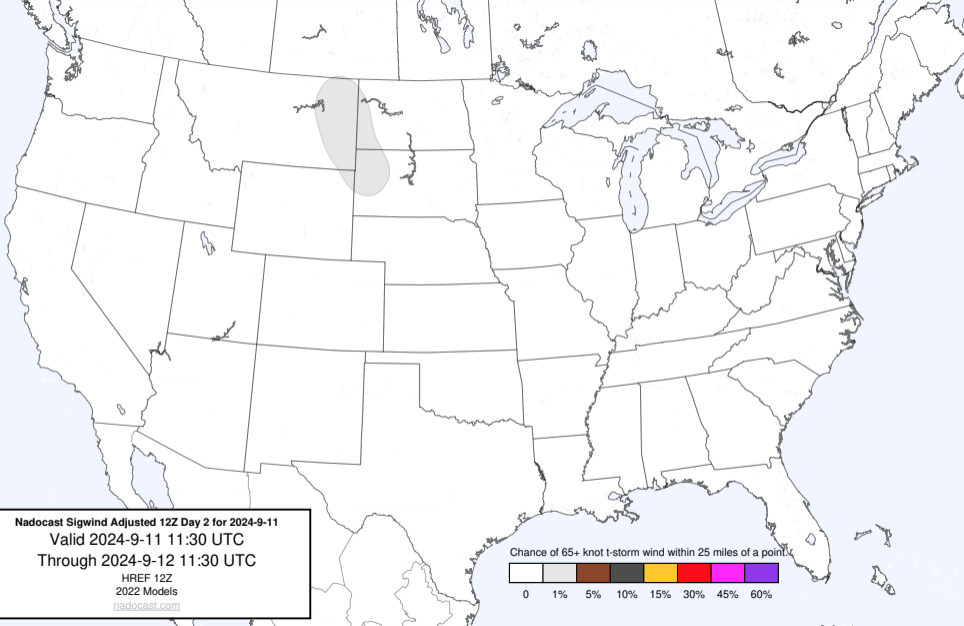 Nadocast Sigwind Adjusted 12Z Day 2 for 2024-9-11
Valid 2024-9-11 11:30 UTC
Through 2024-9-12 11:30 UTC
HREF 12Z
2022 Models
nadocast.com
Chance of 65+ knot t-storm wind within 25 miles of a point.
0 1% 5% 10% 15% 30% 45% 60%